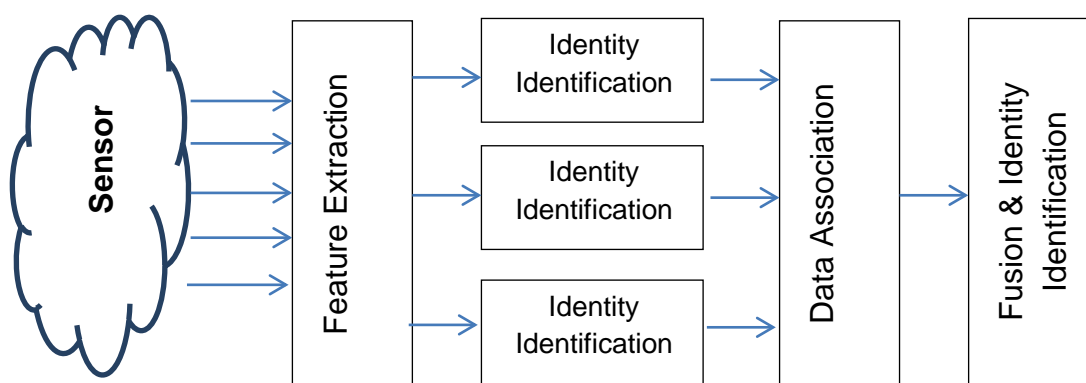 Sensor
Feature Extraction
Identity
Identification
Identity
Identification
Identity
Identification
Data Association
Fusion & Identity
Identification